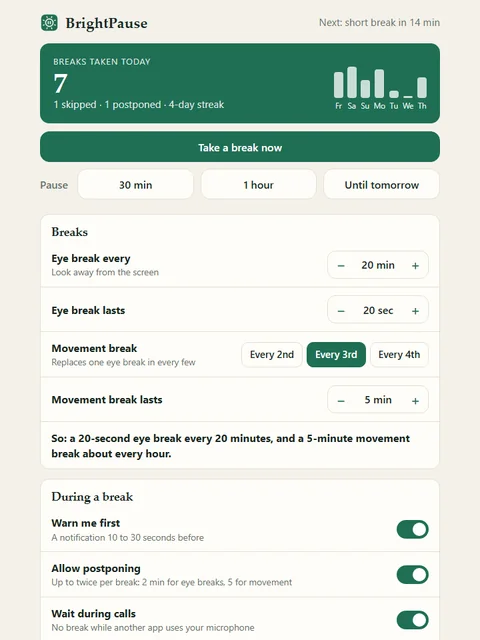 BrightPause
Next: short break in 14 min
BREAKS TAKEN TODAY
7
1 skipped · 1 postponed · 4-day streak
Fr Sa Su Mo Tu We Th
Take a break now
Pause
30 min
1 hour
Until tomorrow
Breaks
Eye break every
Look away from the screen
− 20 min +
Eye break lasts
− 20 sec +
Movement break
Replaces one eye break in every few
Every 2nd
Every 3rd
Every 4th
Movement break lasts
− 5 min +
So: a 20-second eye break every 20 minutes, and a 5-minute movement
break about every hour.
During a break
Warn me first
A notification 10 to 30 seconds before
Allow postponing
Up to twice per break: 2 min for eye breaks, 5 for movement
Wait during calls
No break while another app uses your microphone